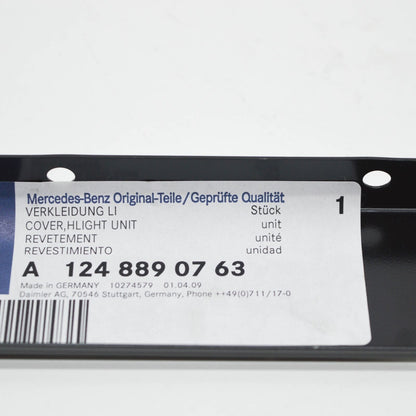 Mercedes-Benz Original-Teile/Geprüfte Qualität
VERKLEIDUNG LI Stück 1
COVER,HLIGHT UNIT unit
REVETEMENT unité
REVESTIMIENTO unidad
A 124 889 07 63
Made in GERMANY 10274579 01.04.09
Daimler AG, 70546 Stuttgart, Germany, Phone ++49(0)711/17-0